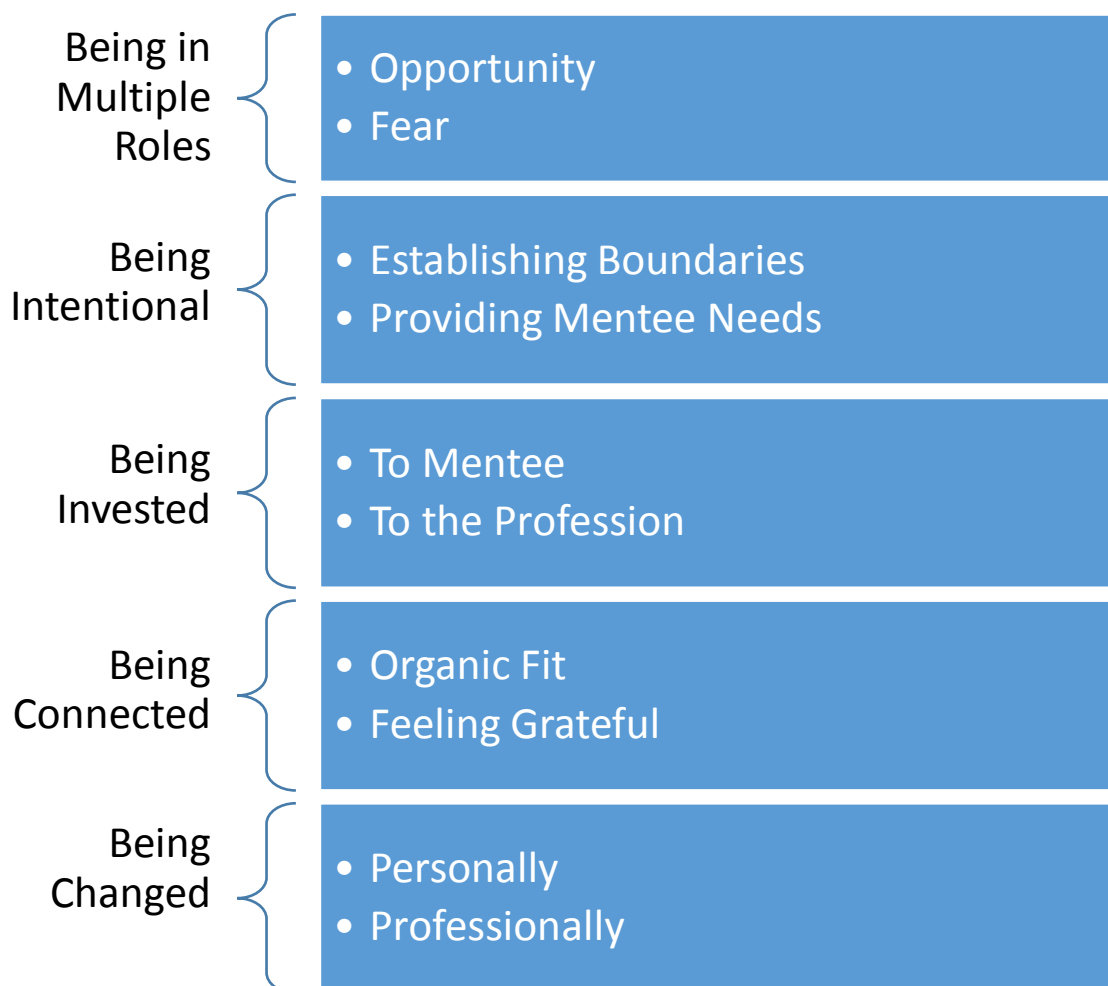 Being in
Multiple
Roles
• Opportunity
• Fear
Being
Intentional
• Establishing Boundaries
• Providing Mentee Needs
Being
Invested
• To Mentee
• To the Profession
Being
Connected
• Organic Fit
• Feeling Grateful
Being
Changed
• Personally
• Professionally